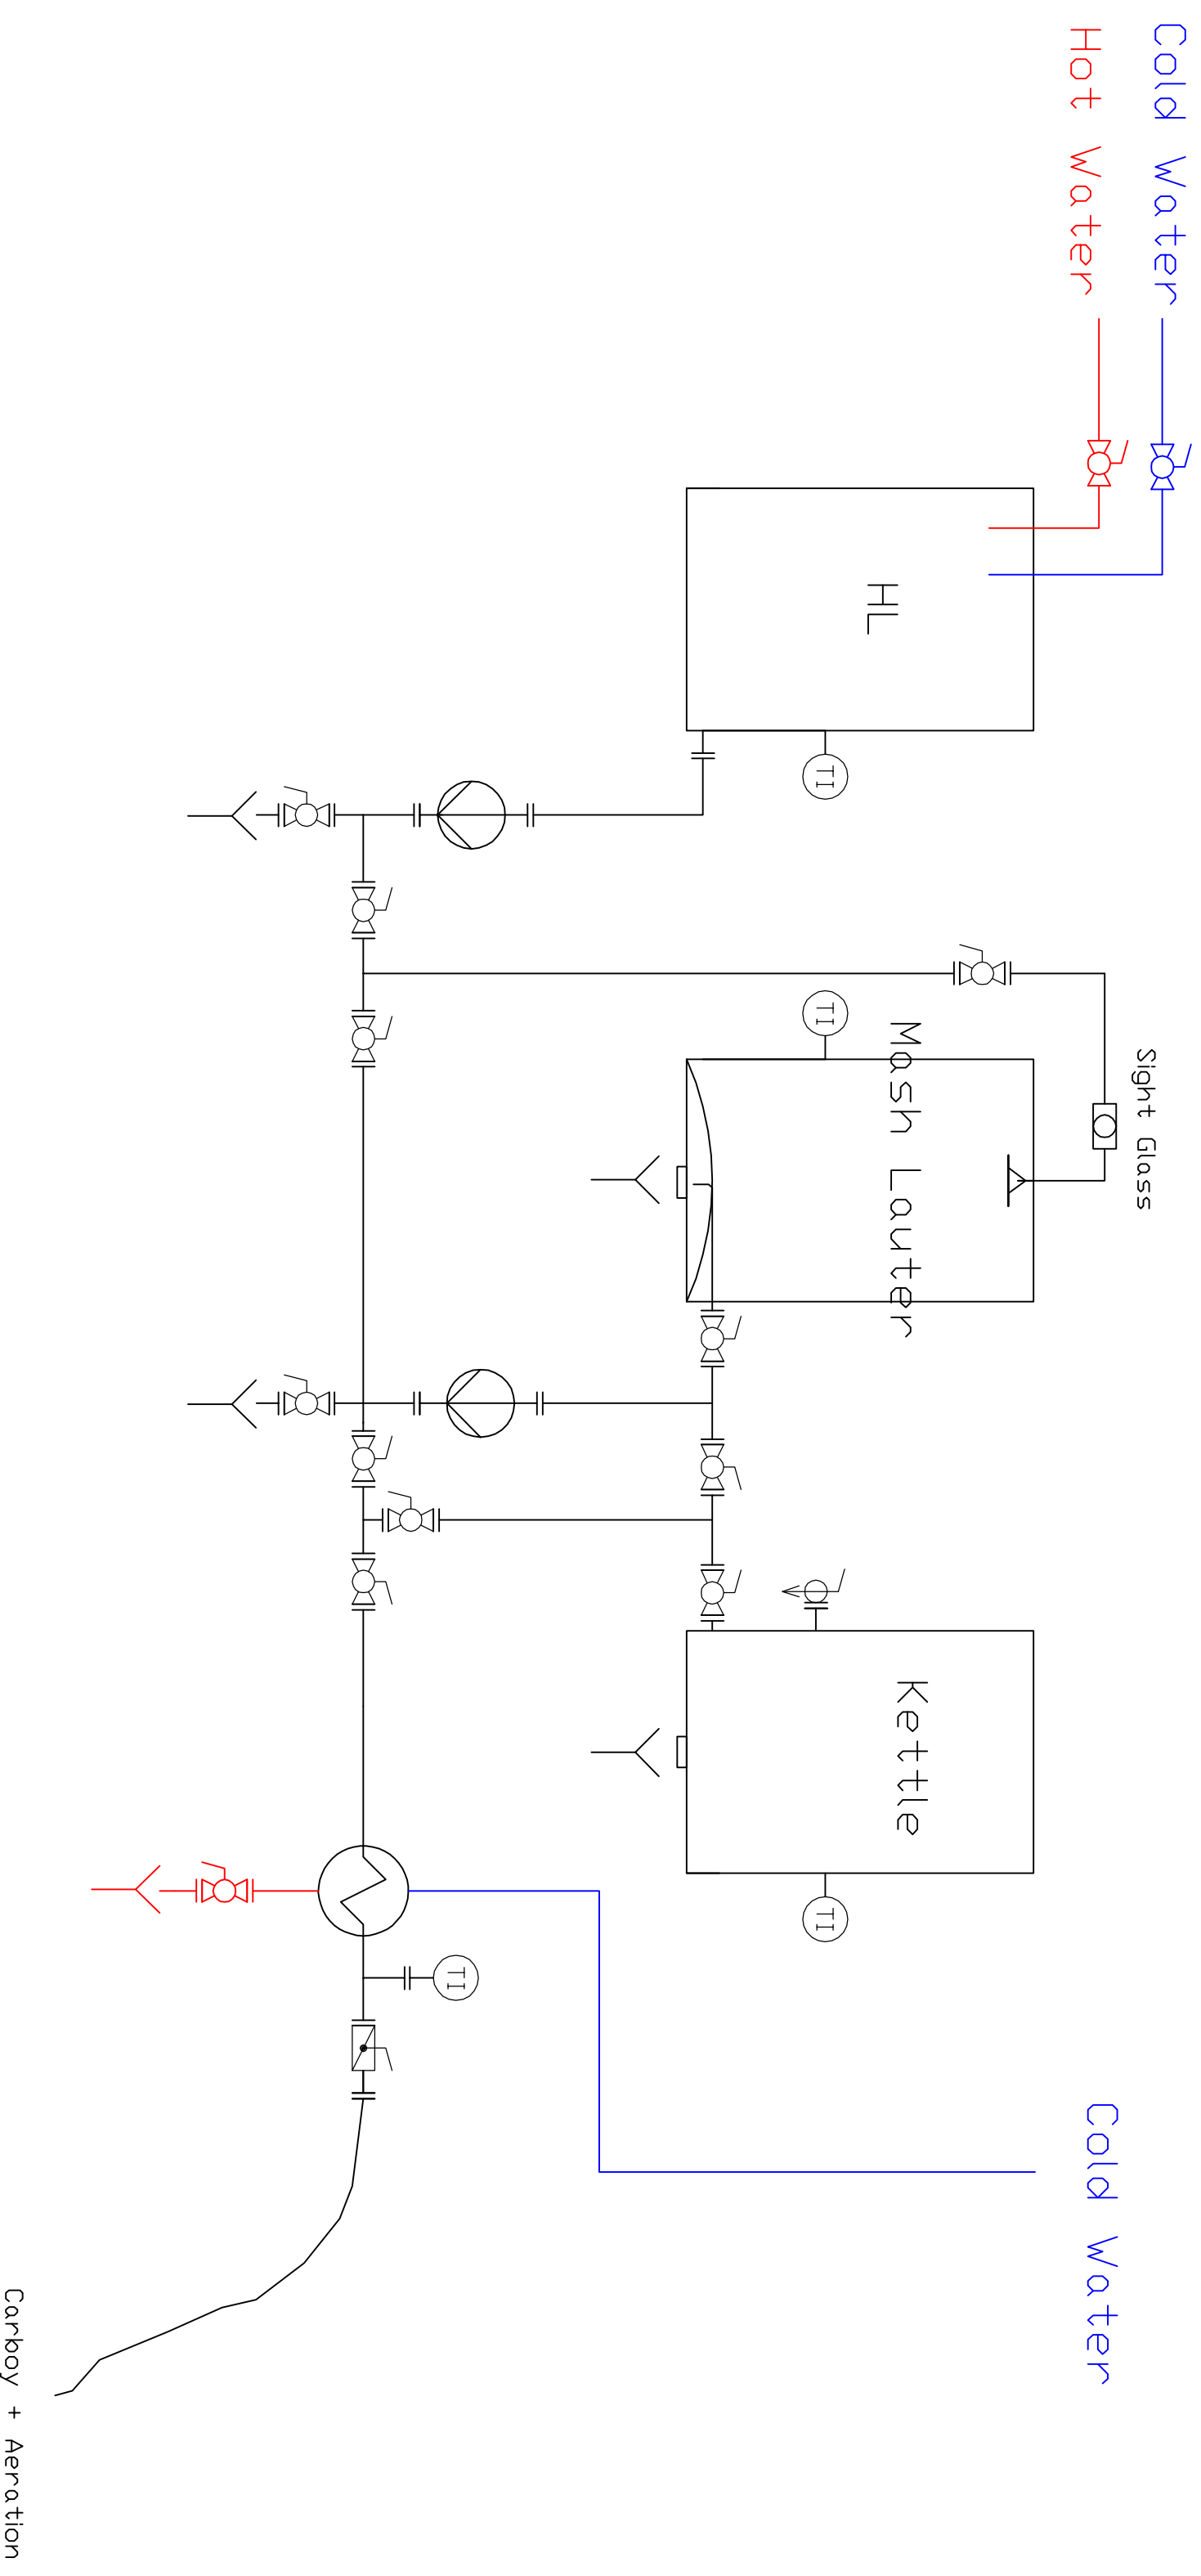 Cold Water
Hot Water
HL
TI
Sight Glass
TI
Mash Lauter
Kettle
TI
TI
Cold Water
Carboy + Aeration